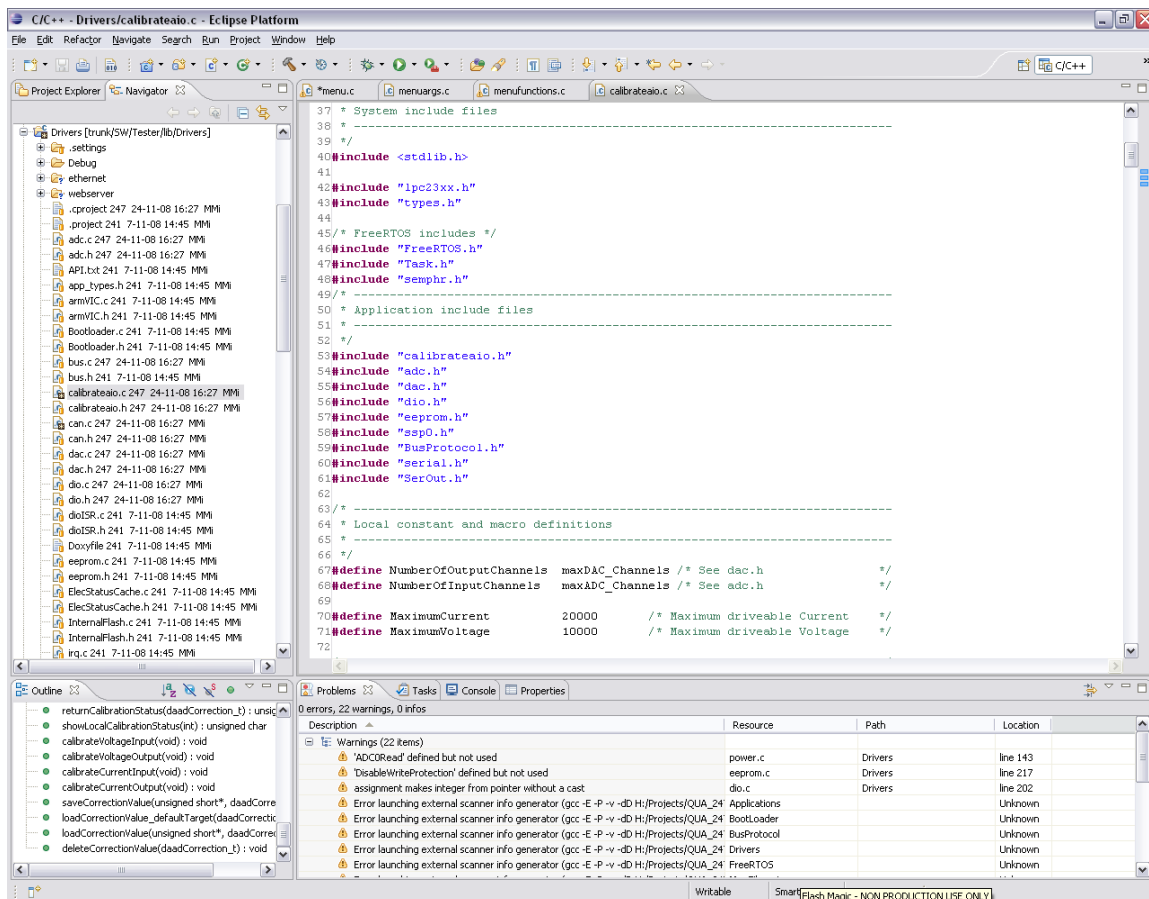 C/C++ - Drivers/calibrateaio.c - Eclipse Platform
File Edit Refactor Navigate Search Run Project Window Help
C/C++
Project Explorer Navigator
*menu.c menuargs.c menufunctions.c calibrateaio.c
Drivers [trunk/SW/Tester/lib/Drivers]
.settings
Debug
ethernet
webserver
.cproject 247 24-11-08 16:27 MMi
.project 241 7-11-08 14:45 MMi
adc.c 247 24-11-08 16:27 MMi
adc.h 247 24-11-08 16:27 MMi
API.txt 241 7-11-08 14:45 MMi
app_types.h 241 7-11-08 14:45 MMi
armVIC.c 241 7-11-08 14:45 MMi
armVIC.h 241 7-11-08 14:45 MMi
Bootloader.c 241 7-11-08 14:45 MMi
Bootloader.h 241 7-11-08 14:45 MMi
bus.c 247 24-11-08 16:27 MMi
bus.h 241 7-11-08 14:45 MMi
calibrateaio.c 247 24-11-08 16:27 MMi
calibrateaio.h 247 24-11-08 16:27 MMi
can.c 247 24-11-08 16:27 MMi
can.h 241 7-11-08 14:45 MMi
dac.c 247 24-11-08 16:27 MMi
dac.h 247 24-11-08 16:27 MMi
dio.c 247 24-11-08 16:27 MMi
dio.h 247 24-11-08 16:27 MMi
dioISR.c 241 7-11-08 14:45 MMi
dioISR.h 241 7-11-08 14:45 MMi
Doxyfile 241 7-11-08 14:45 MMi
eeprom.c 241 7-11-08 14:45 MMi
eeprom.h 241 7-11-08 14:45 MMi
ElecStatusCache.c 241 7-11-08 14:45 MMi
ElecStatusCache.h 241 7-11-08 14:45 MMi
InternalFlash.c 241 7-11-08 14:45 MMi
InternalFlash.h 241 7-11-08 14:45 MMi
irq.c 241 7-11-08 14:45 MMi
37 * System include files
38 * ---------------------------------------------------------------------------
39 */
40 #include <stdlib.h>
41
42 #include "lpc23xx.h"
43 #include "types.h"
44
45 /* FreeRTOS includes */
46 #include "FreeRTOS.h"
47 #include "Task.h"
48 #include "semphr.h"
49 /* ---------------------------------------------------------------------------
50 * Application include files
51 * ---------------------------------------------------------------------------
52 */
53 #include "calibrateaio.h"
54 #include "adc.h"
55 #include "dac.h"
56 #include "dio.h"
57 #include "eeprom.h"
58 #include "ssp0.h"
59 #include "BusProtocol.h"
60 #include "serial.h"
61 #include "SerOut.h"
62
63 /* ---------------------------------------------------------------------------
64 * Local constant and macro definitions
65 * ---------------------------------------------------------------------------
66 */
67 #define NumberOfOutputChannels maxDAC_Channels /* See dac.h */
68 #define NumberOfInputChannels maxADC_Channels /* See adc.h */
69
70 #define MaximumCurrent 20000 /* Maximum driveable Current */
71 #define MaximumVoltage 10000 /* Maximum driveable Voltage */
72
Outline
returnCalibrationStatus(daadCorrection_t) : unsig
showLocalCalibrationStatus(int) : unsigned char
calibrateVoltageInput(void) : void
calibrateVoltageOutput(void) : void
calibrateCurrentInput(void) : void
calibrateCurrentOutput(void) : void
saveCorrectionValue(unsigned short*, daadCorre
loadCorrectionValue_defaultTarget(daadCorrectic
loadCorrectionValue(unsigned short*, daadCorrec
deleteCorrectionValue(daadCorrection_t) : void
Problems Tasks Console Properties
0 errors, 22 warnings, 0 infos
Description Resource Path Location
Warnings (22 items)
'ADC0Read' defined but not used power.c Drivers line 143
'DisableWriteProtection' defined but not used eeprom.c Drivers line 217
assignment makes integer from pointer without a cast dio.c Drivers line 202
Error launching external scanner info generator (gcc -E -P -v -dD H:/Projects/QUA_24 Applications Unknown
Error launching external scanner info generator (gcc -E -P -v -dD H:/Projects/QUA_24 BootLoader Unknown
Error launching external scanner info generator (gcc -E -P -v -dD H:/Projects/QUA_24 BusProtocol Unknown
Error launching external scanner info generator (gcc -E -P -v -dD H:/Projects/QUA_24 Drivers Unknown
Error launching external scanner info generator (gcc -E -P -v -dD H:/Projects/QUA_24 FreeRTOS Unknown
Writable Smart
Flash Magic - NON PRODUCTION USE ONLY